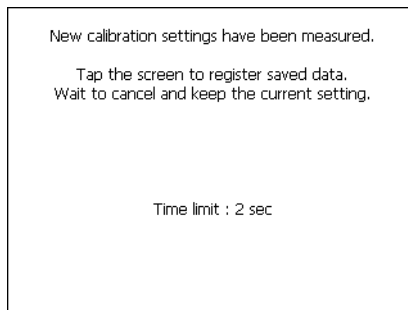 New calibration settings have been measured.
Tap the screen to register saved data.
Wait to cancel and keep the current setting.
Time limit : 2 sec